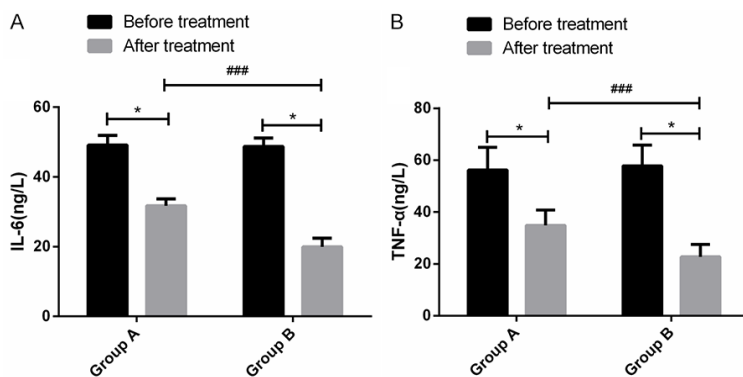 A
Before treatment
After treatment
###
*
*
60
40
20
0
IL-6(ng/L)
Group A
Group B
B
Before treatment
After treatment
###
*
*
80
60
40
20
0
TNF-α(ng/L)
Group A
Group B